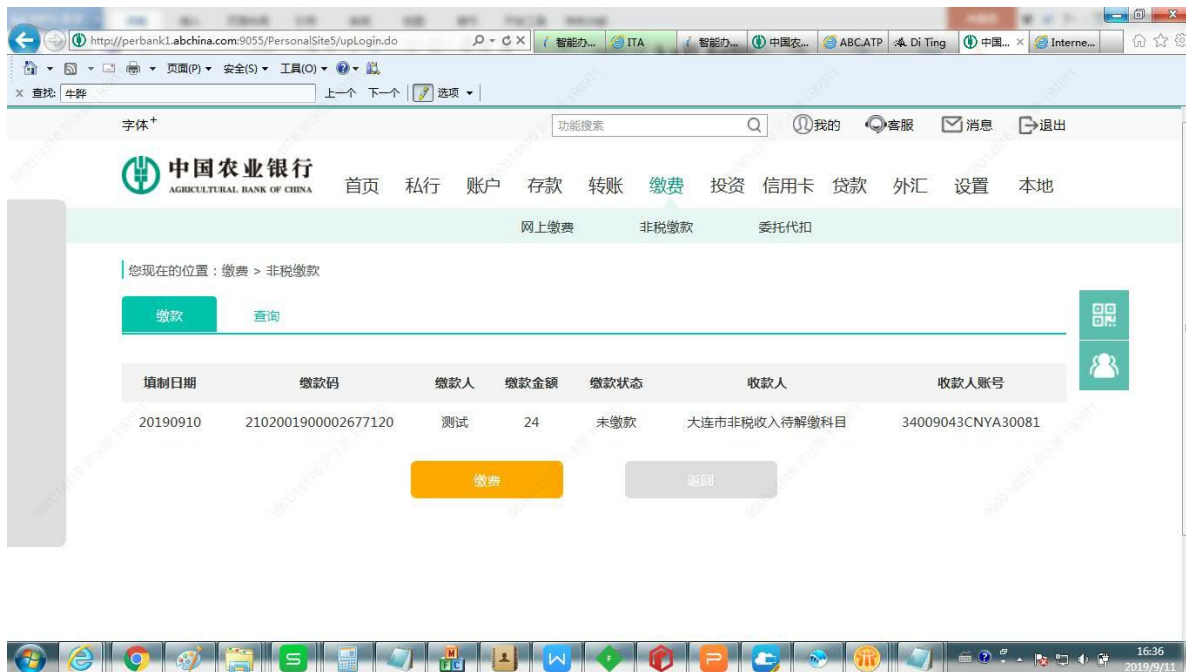 http://perbank1.abchina.com:9055/PersonalSite5/upLogin.do
智能办... ITA 智能办... 中国农... ABC.ATP Di Ting 中国... Interne...
页面(P) 安全(S) 工具(O)
查找: 牛骅 上一个 下一个 选项
字体+ 功能搜索 我的 客服 消息 退出
中国农业银行
AGRICULTURAL BANK OF CHINA
首页 私行 账户 存款 转账 缴费 投资 信用卡 贷款 外汇 设置 本地
网上缴费 非税缴款 委托代扣
您现在的位置：缴费 > 非税缴款
缴款 查询
填制日期 缴款码 缴款人 缴款金额 缴款状态 收款人 收款人账号
20190910 2102001900002677120 测试 24 未缴款 大连市非税收入待解缴科目 34009043CNYA30081
缴费 返回
16:36
2019/9/11